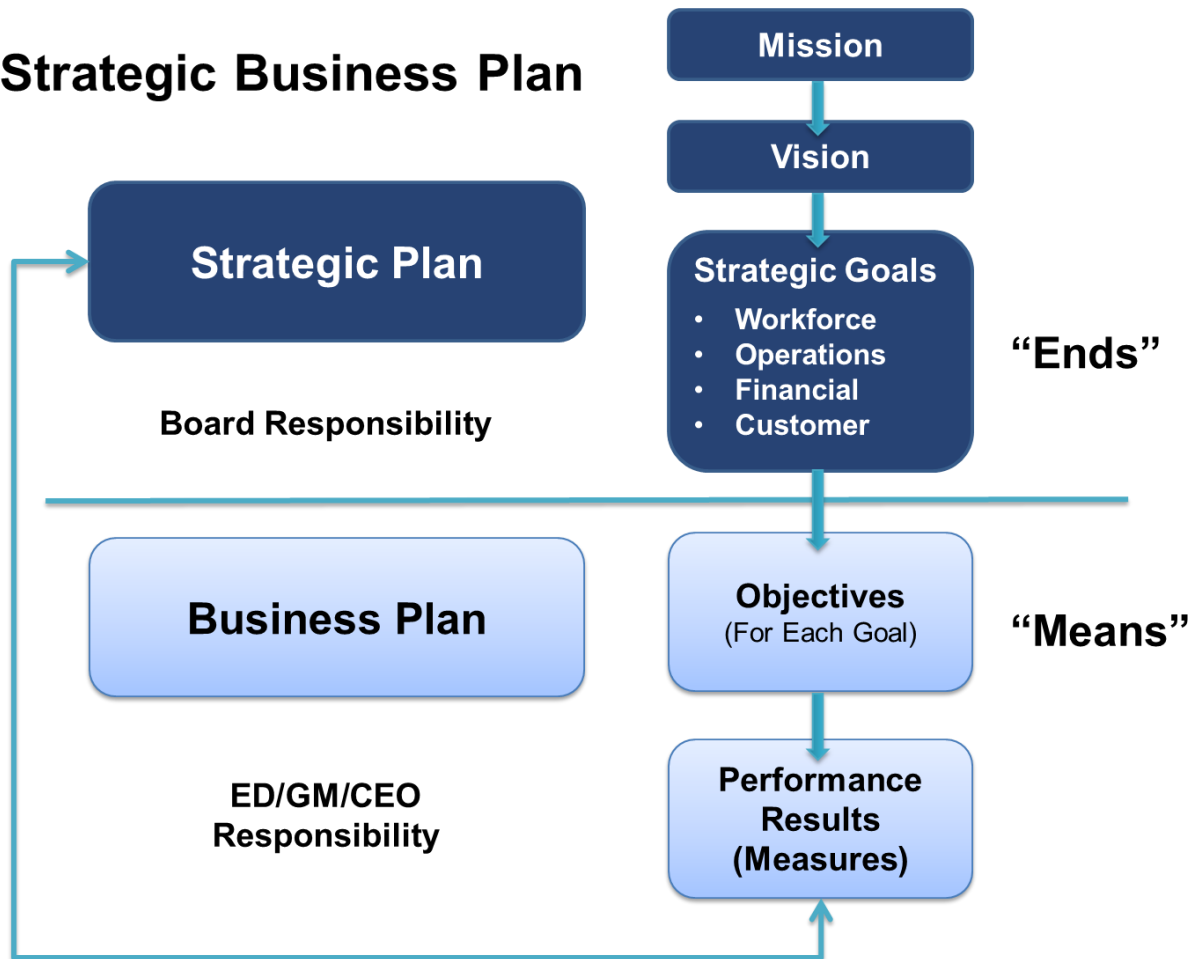 Strategic Business Plan
Mission
Vision
Strategic Plan
Strategic Goals
• Workforce
• Operations
• Financial
• Customer
“Ends”
Board Responsibility
Business Plan
Objectives
(For Each Goal)
“Means”
ED/GM/CEO
Responsibility
Performance
Results
(Measures)